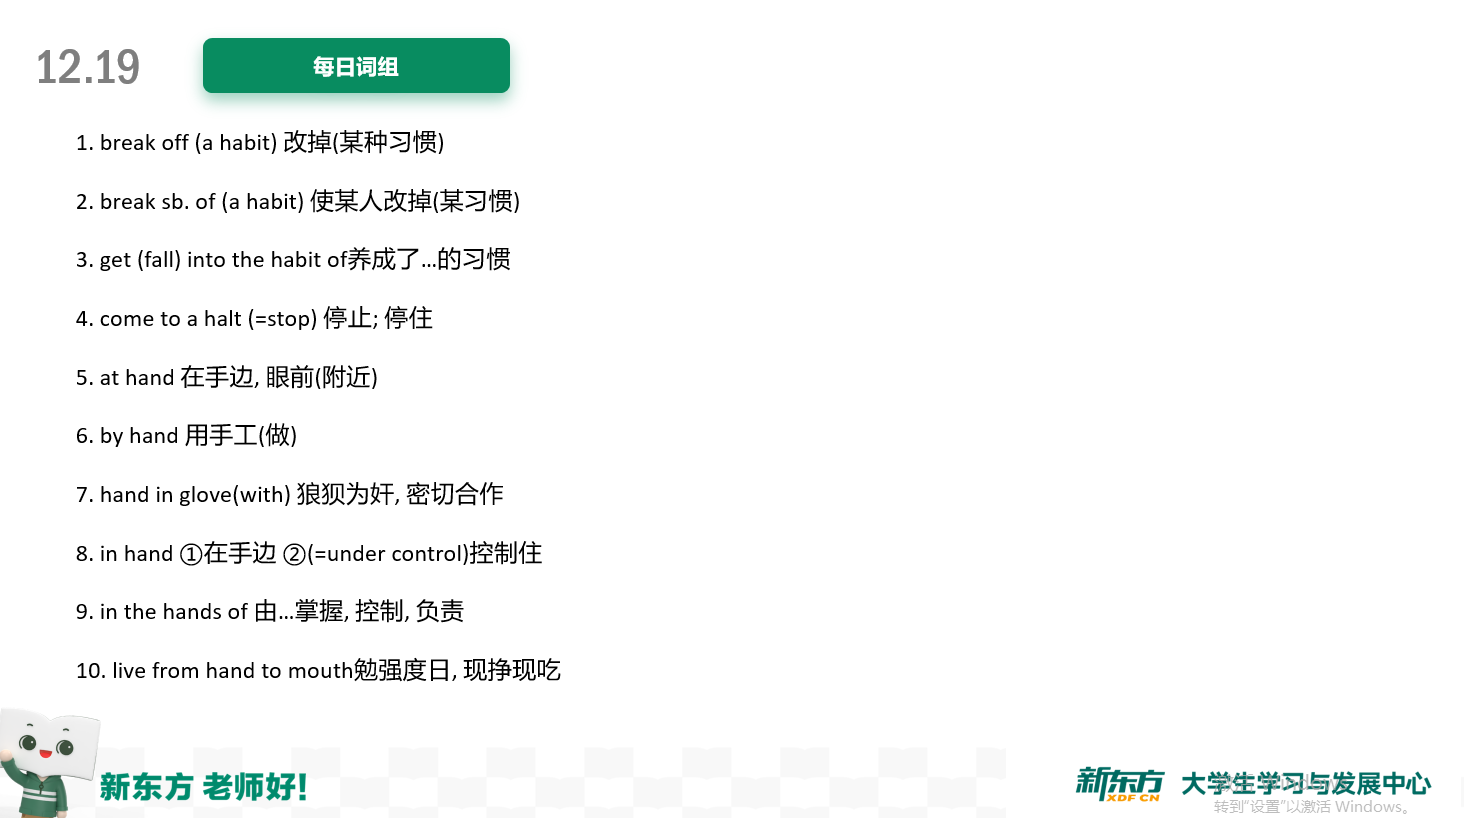 12.19
每日词组
1. break off (a habit) 改掉(某种习惯)
2. break sb. of (a habit) 使某人改掉(某习惯)
3. get (fall) into the habit of养成了...的习惯
4. come to a halt (=stop) 停止; 停住
5. at hand 在手边, 眼前(附近)
6. by hand 用手工(做)
7. hand in glove(with) 狼狈为奸, 密切合作
8. in hand ①在手边 ②(=under control)控制住
9. in the hands of 由...掌握, 控制, 负责
10. live from hand to mouth勉强度日, 现挣现吃
新东方 老师好!
新东方 XDF.CN 大学生学习与发展中心
激活 Windows
转到"设置"以激活 Windows。